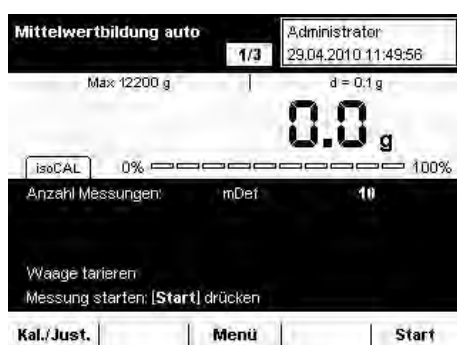 Mittelwertbildung auto
1/3
Administrator
29.04.2010 11:49:56
Max 12200 g
d = 0.1 g
0.0 g
isoCAL 0% 100%
Anzahl Messungen: mDef 10
Waage tarieren
Messung starten: [Start] drücken
Kal./Just. Menü Start